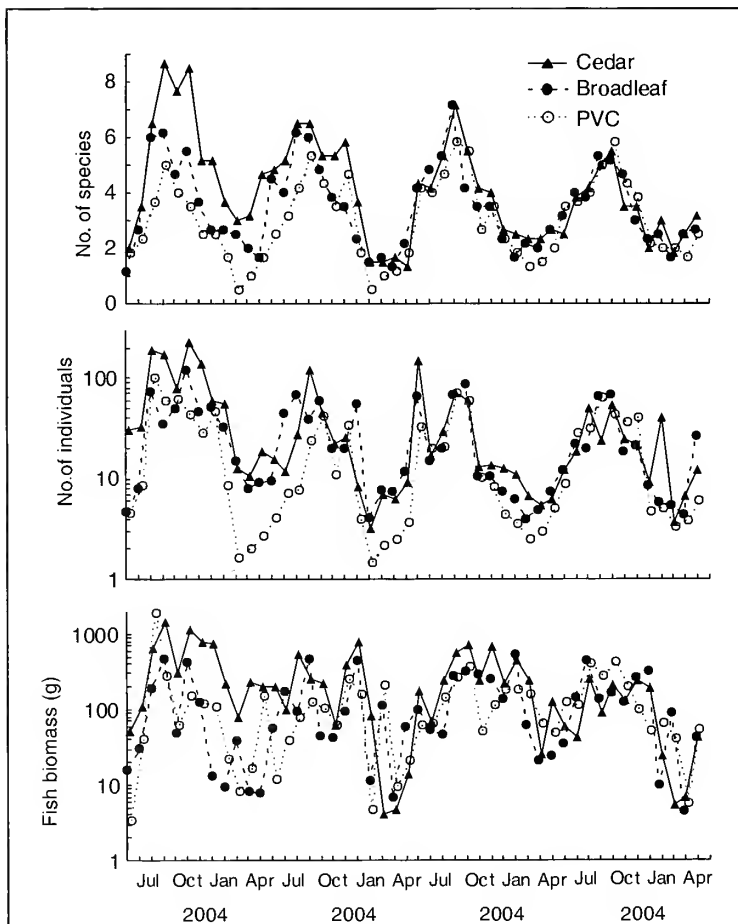 Cedar
Broadleaf
PVC
No. of species
8
6
4
2
0
No.of individuals
100
10
1
Fish biomass (g)
1000
100
10
1
Jul Oct Jan Apr Jul Oct Jan Apr Jul Oct Jan Apr Jul Oct Jan Apr
2004 2004 2004 2004